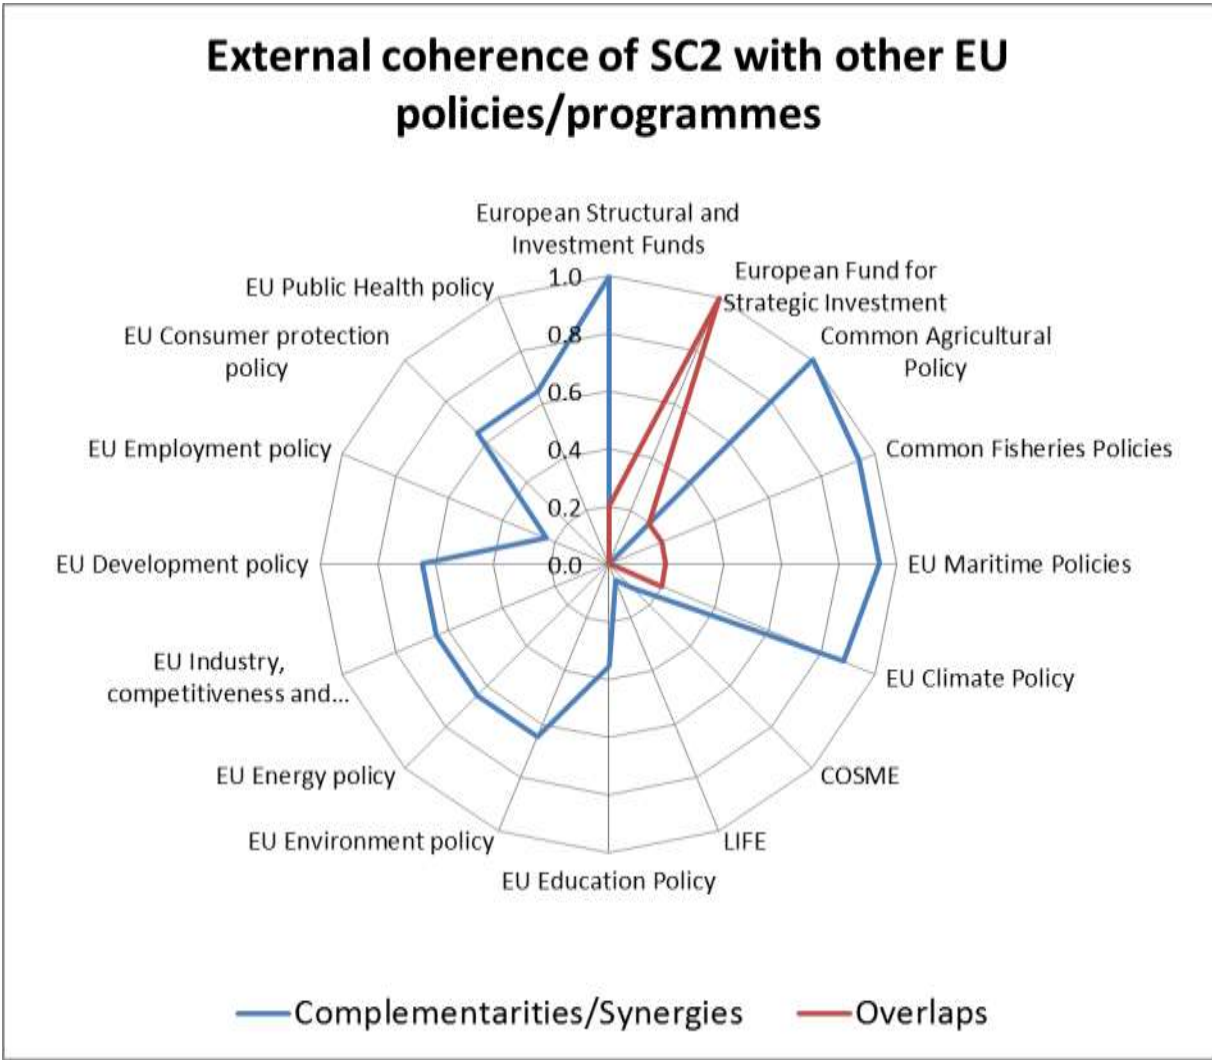 External coherence of SC2 with other EU
policies/programmes
European Structural and
Investment Funds
European Fund for
Strategic Investment
Common Agricultural
Policy
Common Fisheries Policies
EU Maritime Policies
EU Climate Policy
COSME
LIFE
EU Education Policy
EU Environment policy
EU Energy policy
EU Industry,
competitiveness and...
EU Development policy
EU Employment policy
EU Consumer protection
policy
EU Public Health policy
1.0
0.8
0.6
0.4
0.2
0.0
Complementarities/Synergies
Overlaps